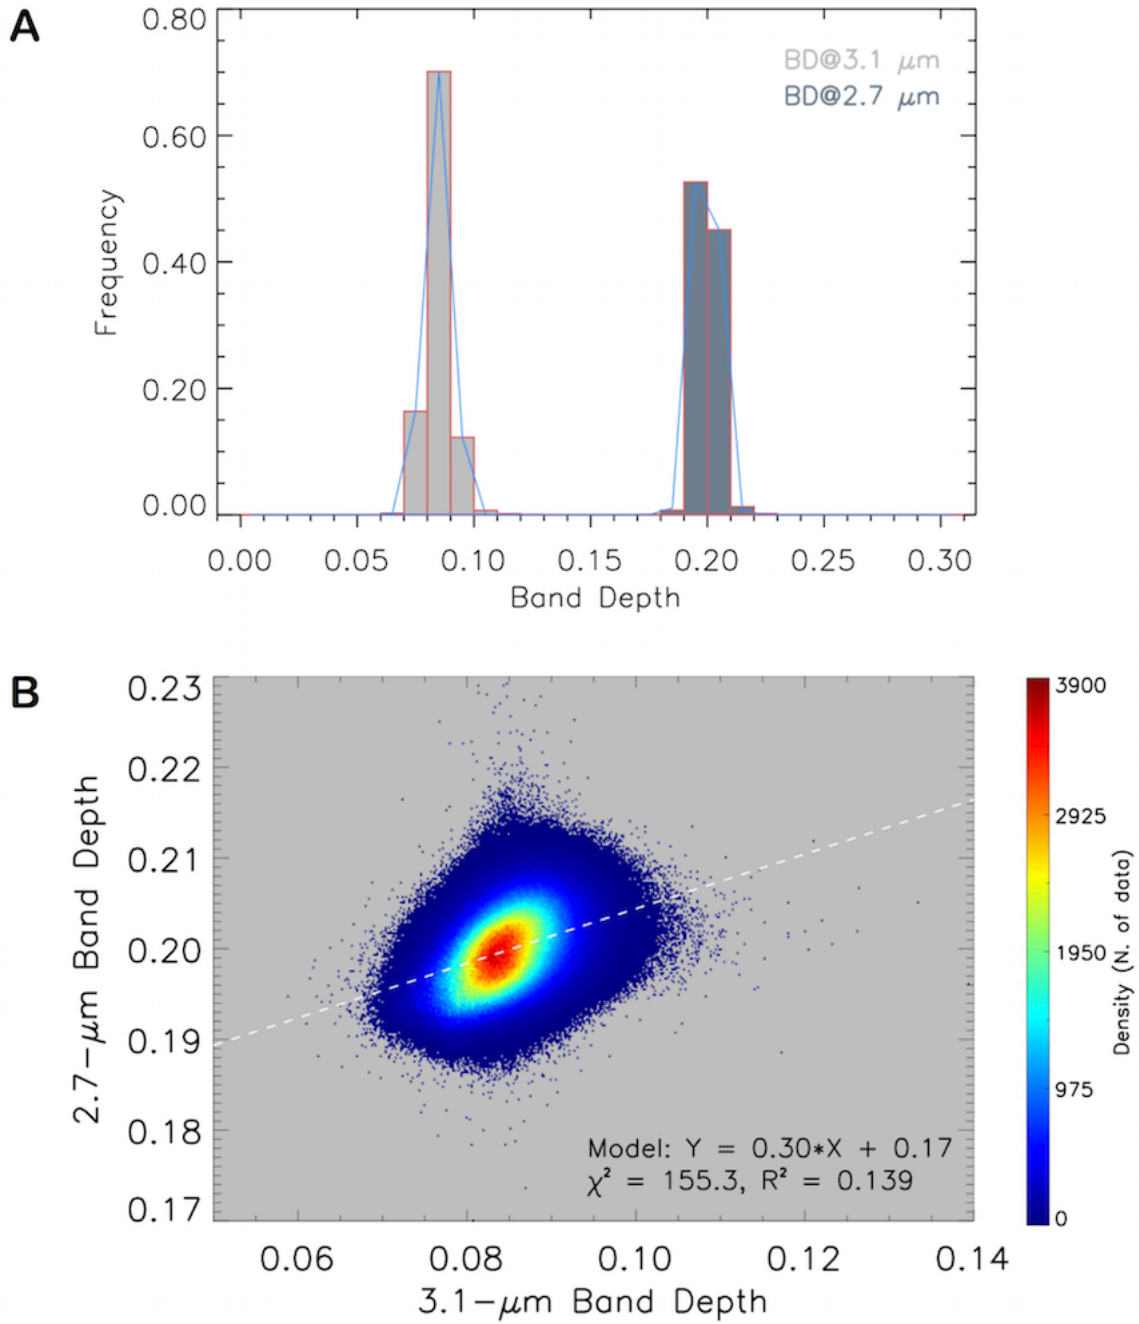 A
0.80
0.60
0.40
0.20
0.00
Frequency
BD@3.1 μm
BD@2.7 μm
0.00 0.05 0.10 0.15 0.20 0.25 0.30
Band Depth
B
0.23
0.22
0.21
0.20
0.19
0.18
0.17
2.7-μm Band Depth
Model: Y = 0.30*X + 0.17
χ² = 155.3, R² = 0.139
0.06 0.08 0.10 0.12 0.14
3.1-μm Band Depth
3900
2925
1950
975
0
Density (N. of data)